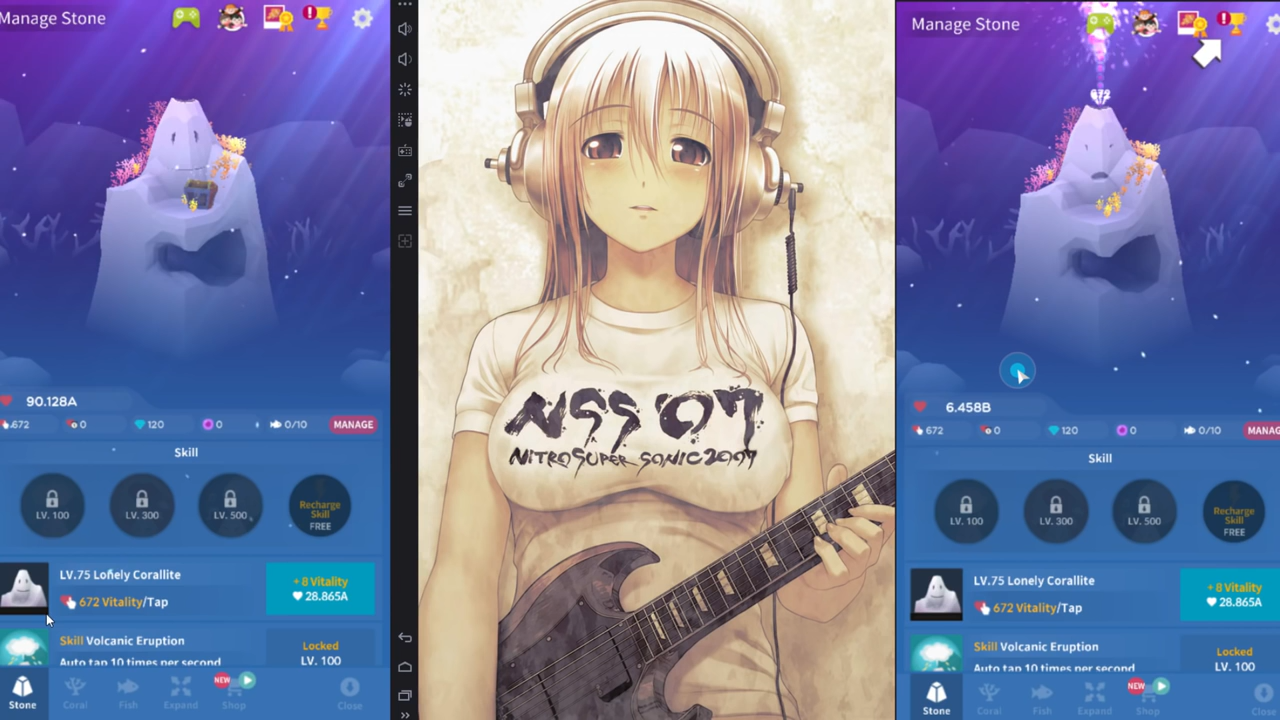 Manage Stone
90.128A
672
0
120
0
0/10
MANAGE
Skill
LV. 100
LV. 300
LV. 500
Recharge
Skill
FREE
LV.75 Lonely Corallite
672 Vitality/Tap
+ 8 Vitality
28.865A
Skill Volcanic Eruption
Auto tap 10 times per second
Locked
LV. 100
NEW
Stone
Coral
Fish
Expand
Shop
Close
NSS '07
NITRO SUPER SONIC 2007
Manage Stone
672
6.458B
672
0
120
0
0/10
MANAG
Skill
LV. 100
LV. 300
LV. 500
Recharge
Skill
FREE
LV.75 Lonely Corallite
672 Vitality/Tap
+ 8 Vitality
28.865A
Skill Volcanic Eruption
Auto tap 10 times per second
Locked
LV. 100
NEW
Stone
Coral
Fish
Expand
Shop
Close